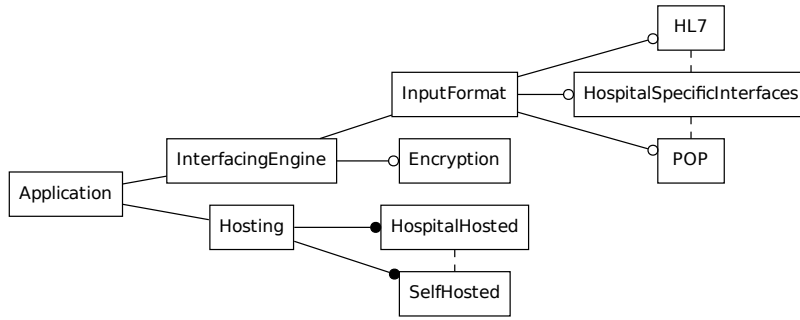 HL7
InputFormat
HospitalSpecificInterfaces
InterfacingEngine
Encryption
POP
Application
Hosting
HospitalHosted
SelfHosted